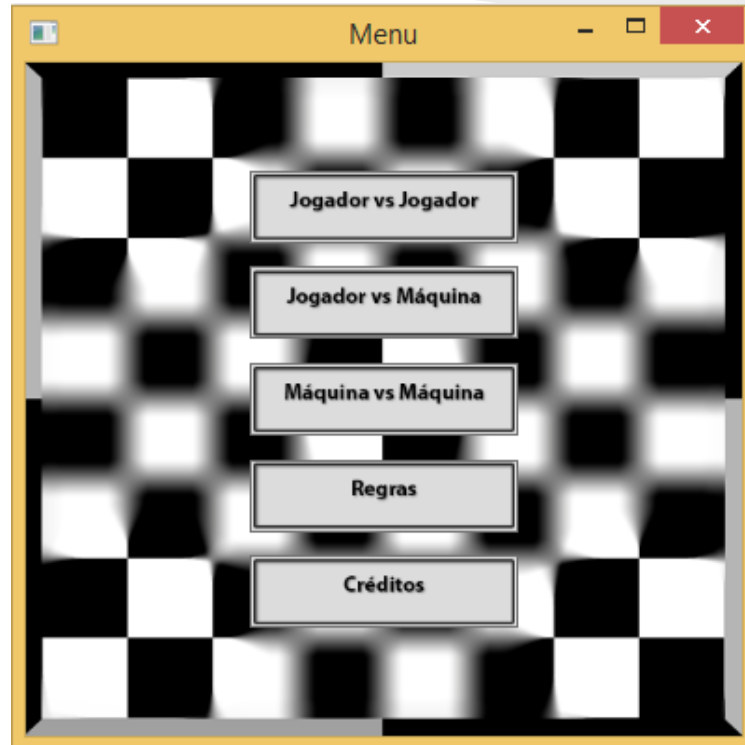 Menu
Jogador vs Jogador
Jogador vs Máquina
Máquina vs Máquina
Regras
Créditos